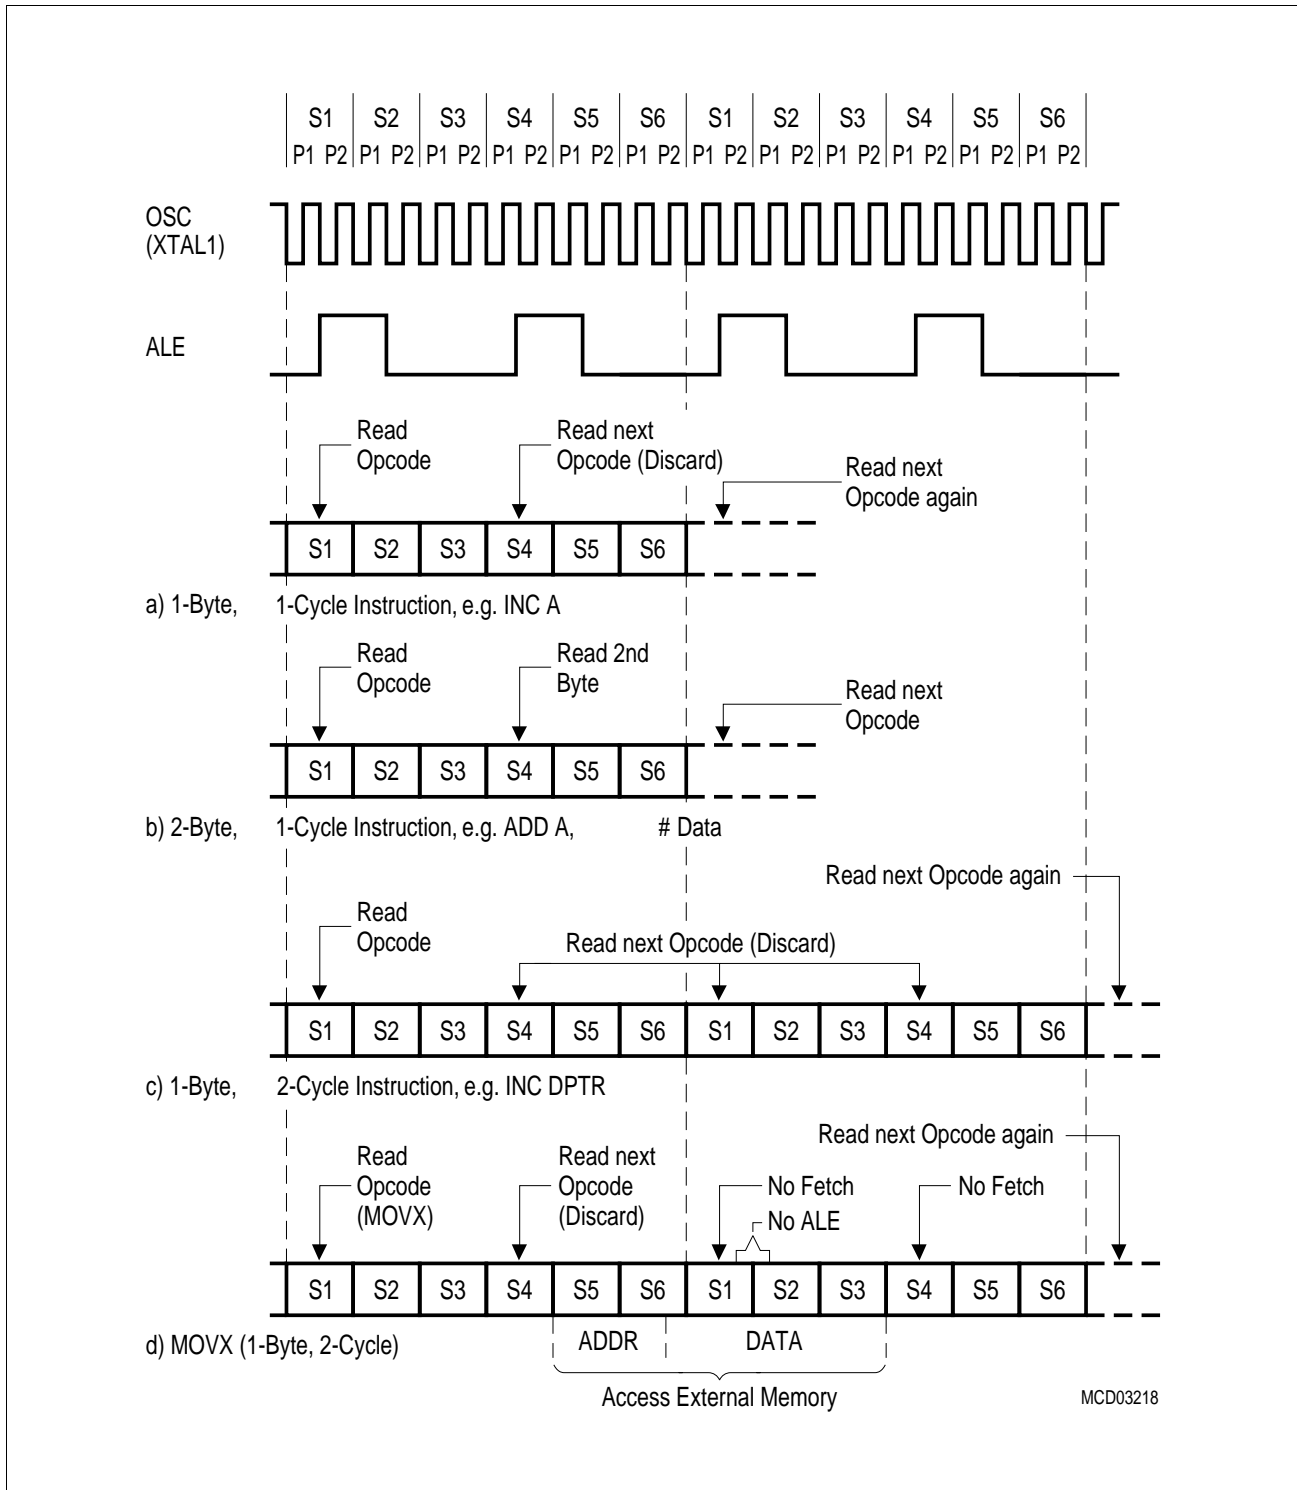 S1 S2 S3 S4 S5 S6 S1 S2 S3 S4 S5 S6
P1 P2 P1 P2 P1 P2 P1 P2 P1 P2 P1 P2 P1 P2 P1 P2 P1 P2 P1 P2 P1 P2 P1 P2
OSC
(XTAL1)
ALE
Read
Opcode
Read next
Opcode (Discard)
Read next
Opcode again
S1 S2 S3 S4 S5 S6
a) 1-Byte, 1-Cycle Instruction, e.g. INC A
Read
Opcode
Read 2nd
Byte
Read next
Opcode
S1 S2 S3 S4 S5 S6
b) 2-Byte, 1-Cycle Instruction, e.g. ADD A, # Data
Read next Opcode again
Read
Opcode
Read next Opcode (Discard)
S1 S2 S3 S4 S5 S6 S1 S2 S3 S4 S5 S6
c) 1-Byte, 2-Cycle Instruction, e.g. INC DPTR
Read next Opcode again
Read
Opcode
(MOVX)
Read next
Opcode
(Discard)
No Fetch
No ALE
No Fetch
S1 S2 S3 S4 S5 S6 S1 S2 S3 S4 S5 S6
d) MOVX (1-Byte, 2-Cycle)
ADDR DATA
Access External Memory
MCD03218